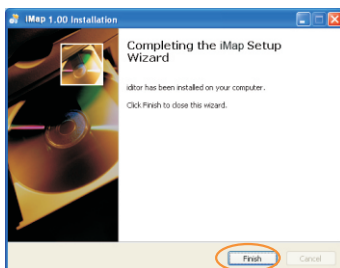 iMap 1.00 Installation
Completing the iMap Setup
Wizard
iditor has been installed on your computer.
Click Finish to close this wizard.
Finish
Cancel